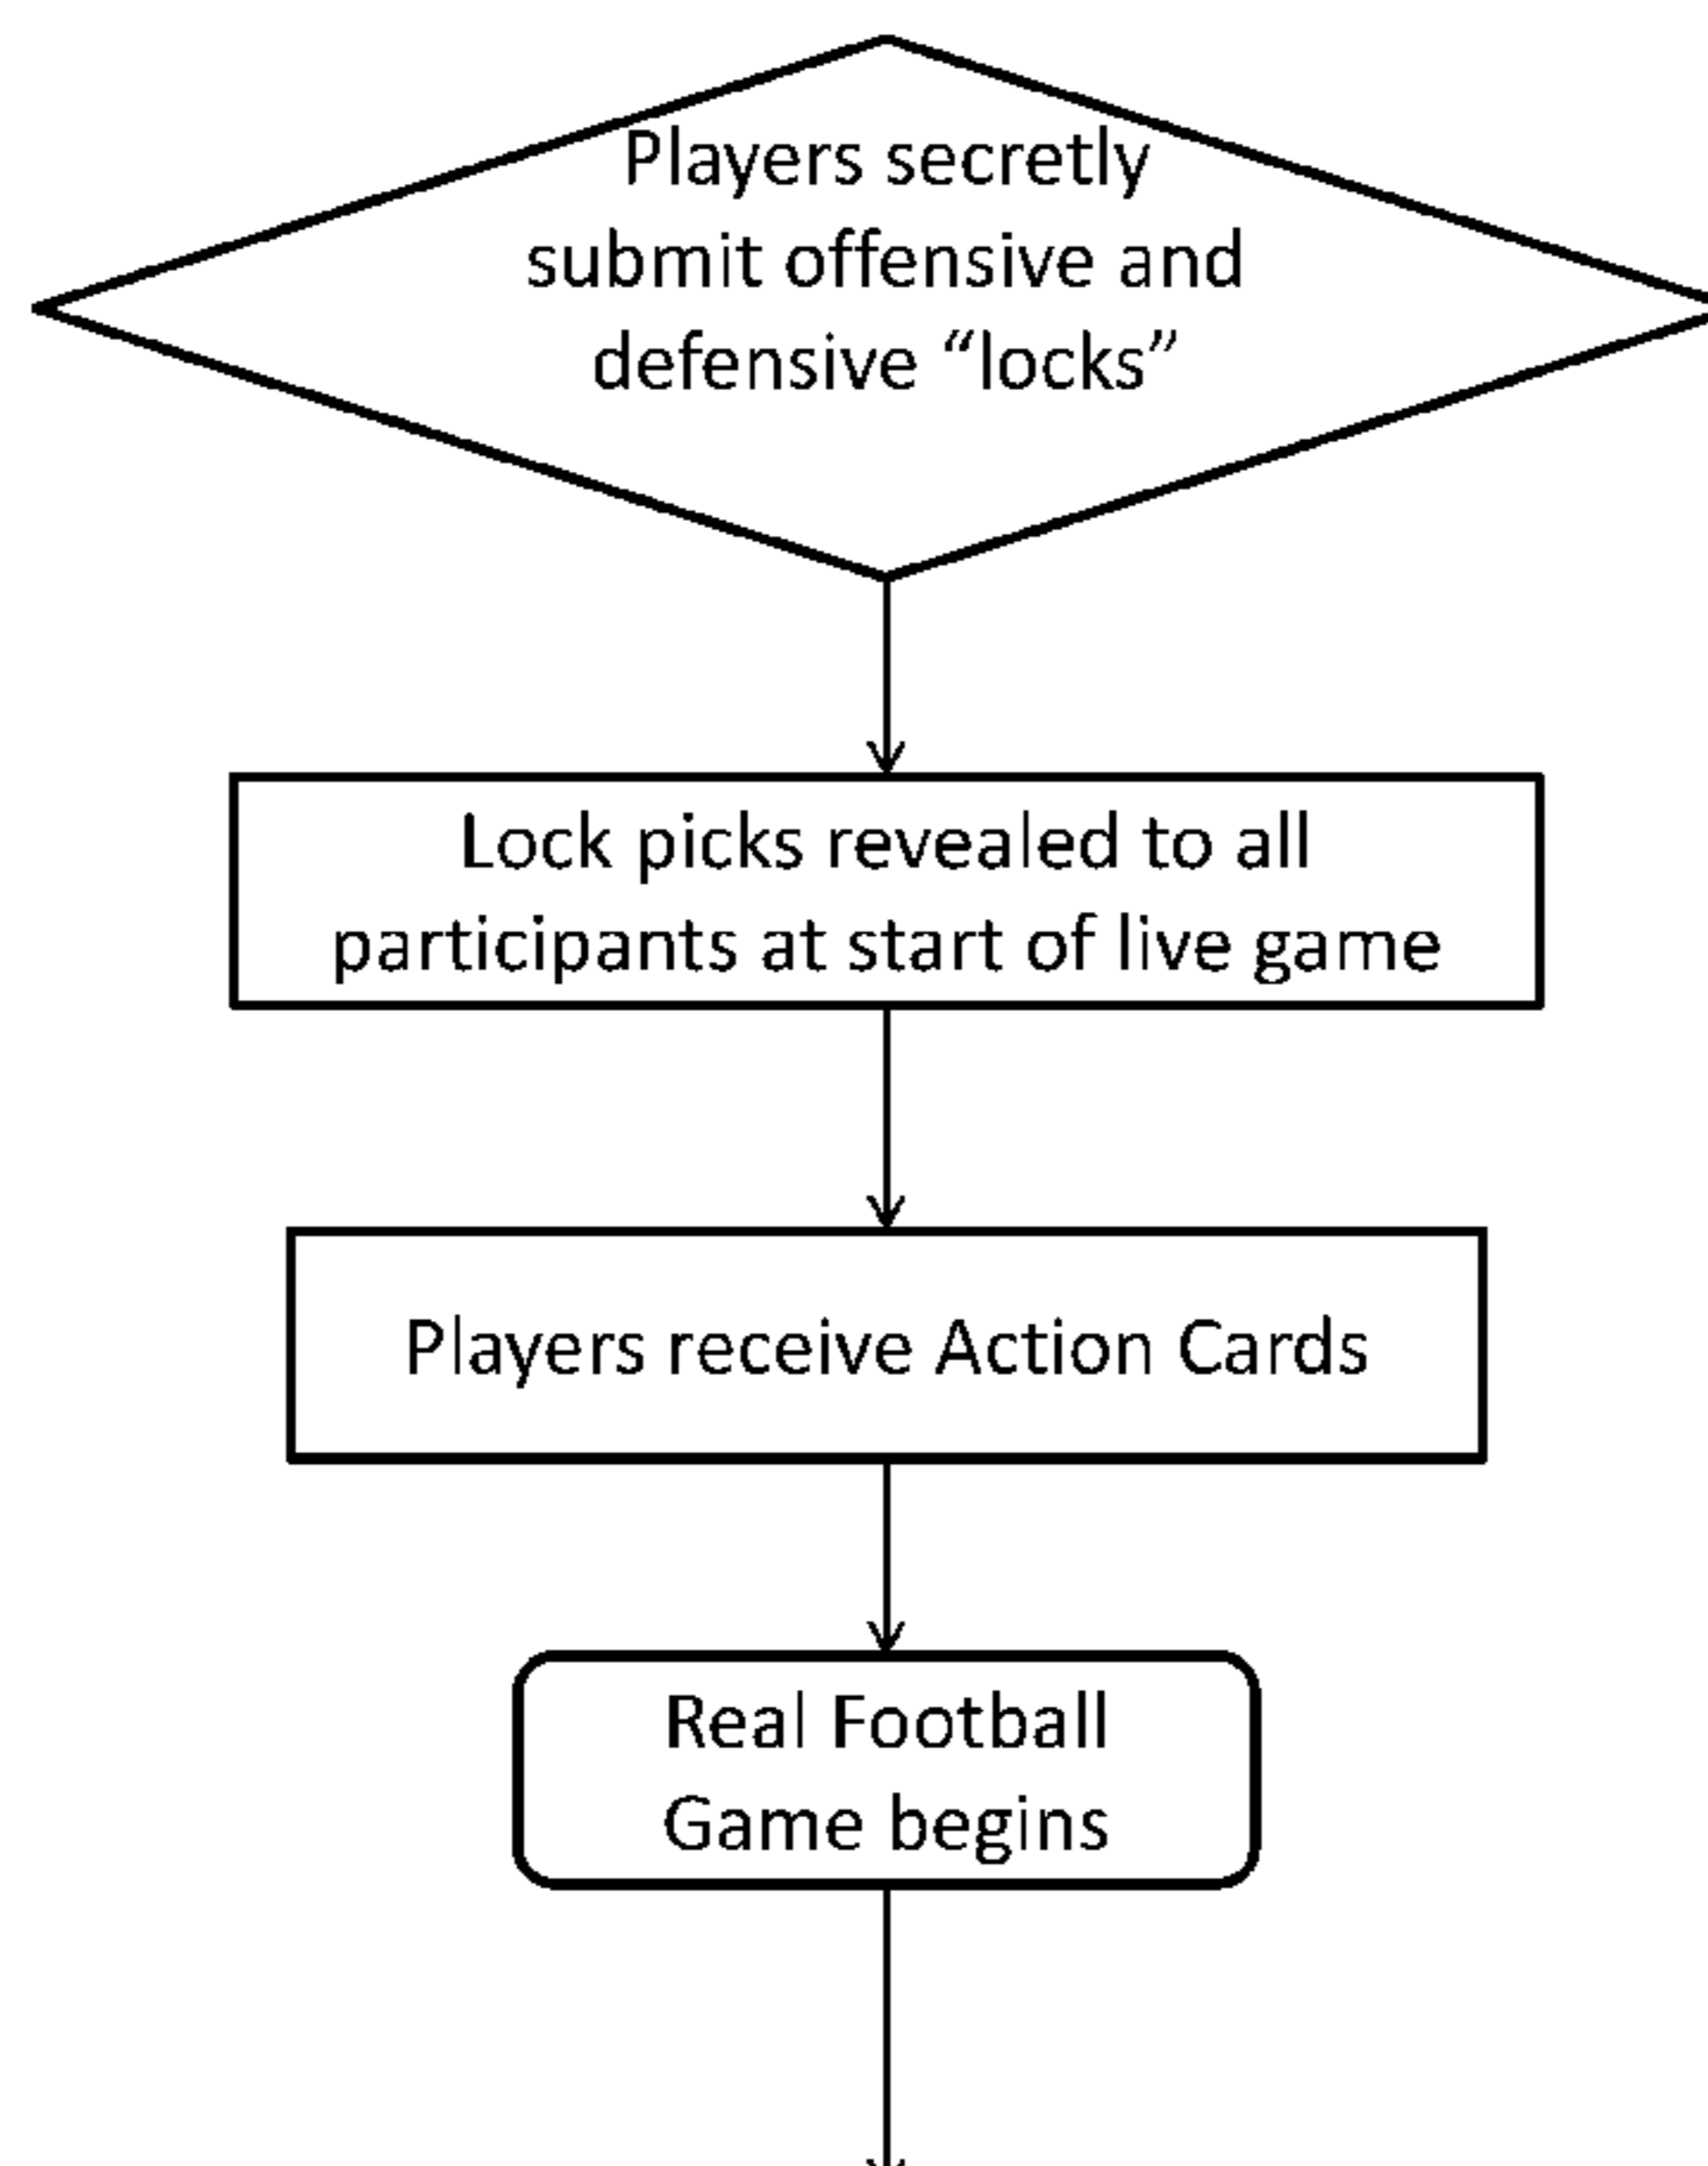 Players secretly
submit offensive and
defensive “locks”
Lock picks revealed to all
participants at start of live game
Players receive Action Cards
Real Football
Game begins